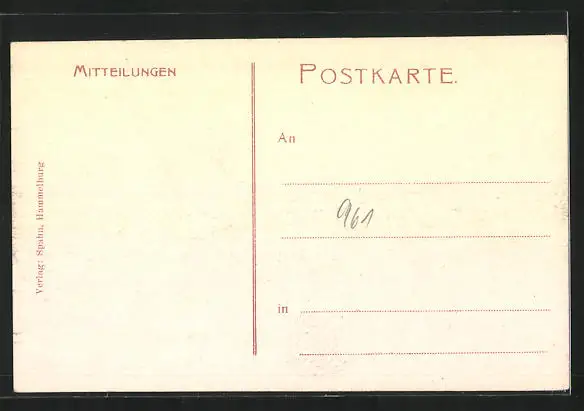 MITTEILUNGEN
POSTKARTE.
An
961
in
Verlag: Spahn, Hammelburg